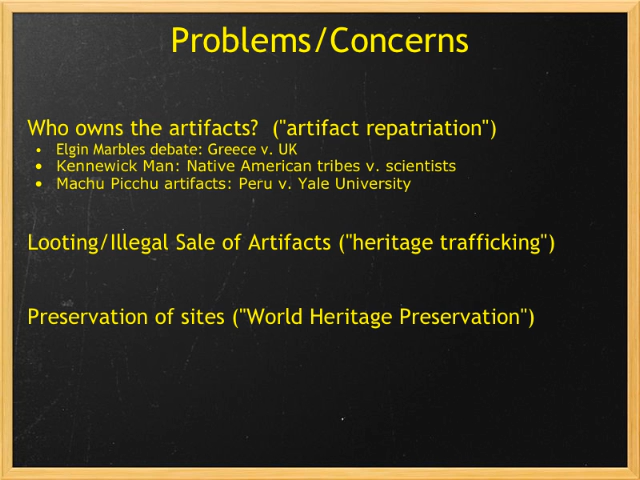 Problems/Concerns
Who owns the artifacts?  ("artifact repatriation")
• Elgin Marbles debate: Greece v. UK
• Kennewick Man: Native American tribes v. scientists
• Machu Picchu artifacts: Peru v. Yale University
Looting/Illegal Sale of Artifacts ("heritage trafficking")
Preservation of sites ("World Heritage Preservation")